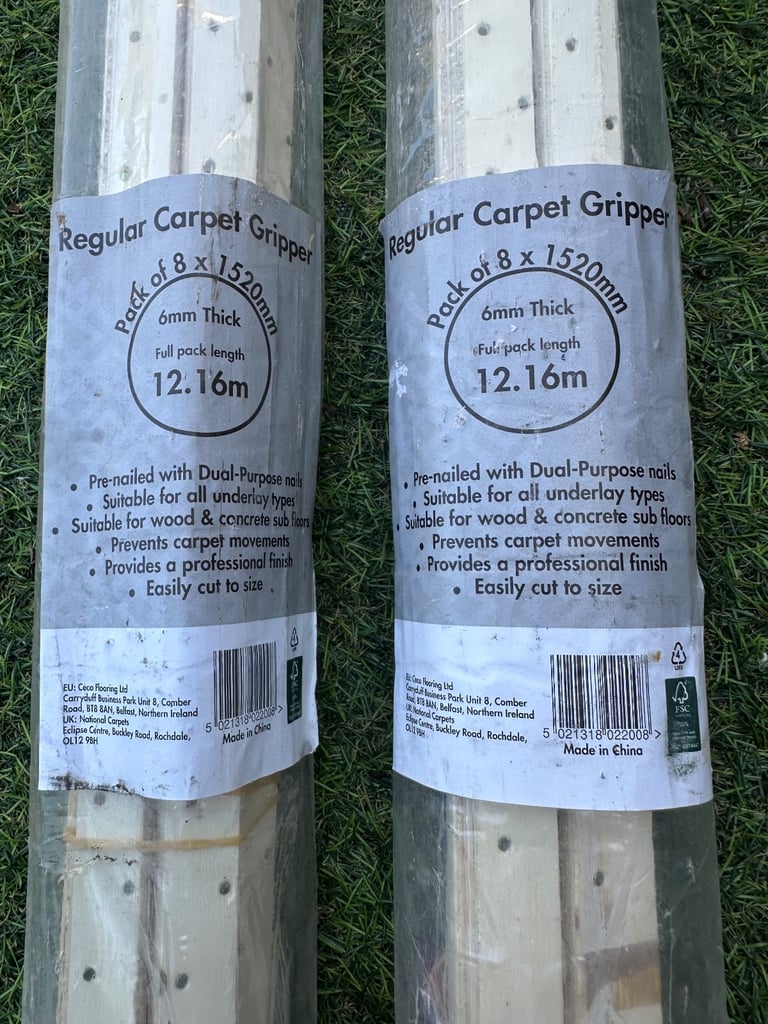 Regular Carpet Gripper
Pack of 8 x 1520mm
6mm Thick
Full pack length
12.16m
• Pre-nailed with Dual-Purpose nails
• Suitable for all underlay types
• Suitable for wood & concrete sub floors
• Prevents carpet movements
• Provides a professional finish
• Easily cut to size
EU: Ceco Flooring Ltd
Carryduff Business Park Unit 8, Comber
Road, BT8 8AN, Belfast, Northern Ireland
UK: National Carpets
Eclipse Centre, Buckley Road, Rochdale,
OL12 9BH
5 021318 022008 >
Made in China
Regular Carpet Gripper
Pack of 8 x 1520mm
6mm Thick
Full pack length
12.16m
• Pre-nailed with Dual-Purpose nails
• Suitable for all underlay types
• Suitable for wood & concrete sub floors
• Prevents carpet movements
• Provides a professional finish
• Easily cut to size
EU: Ceco Flooring Ltd
Carryduff Business Park Unit 8, Comber
Road, BT8 8AN, Belfast, Northern Ireland
UK: National Carpets
Eclipse Centre, Buckley Road, Rochdale,
OL12 9BH
5 021318 022008 >
Made in China
4
LDPE
FSC